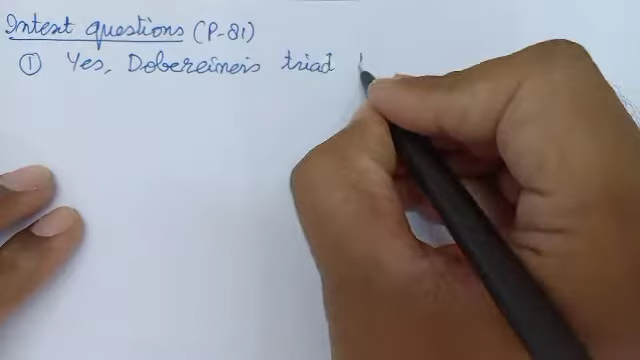 Intext questions (P-81)
① Yes, Dobereiner's triad